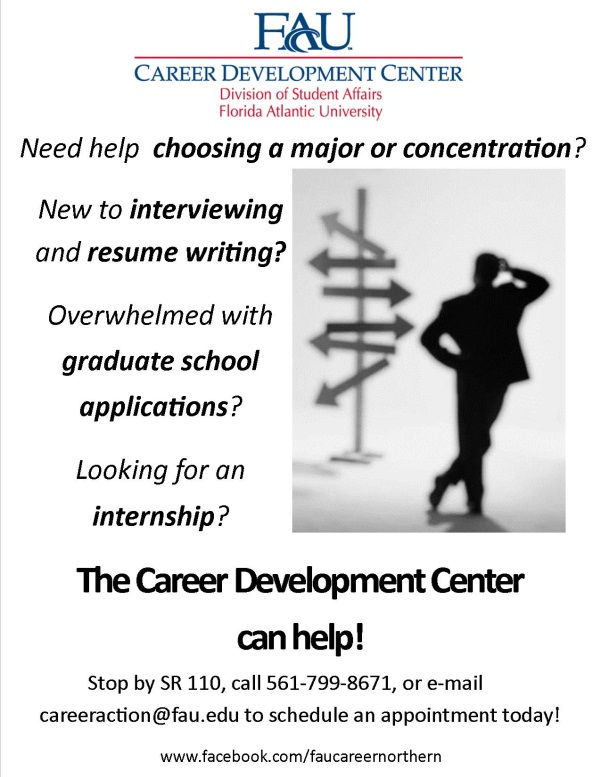 FAU
CAREER DEVELOPMENT CENTER
Division of Student Affairs
Florida Atlantic University
Need help choosing a major or concentration?
New to interviewing
and resume writing?
Overwhelmed with
graduate school
applications?
Looking for an
internship?
The Career Development Center
can help!
Stop by SR 110, call 561-799-8671, or e-mail
careeraction@fau.edu to schedule an appointment today!
www.facebook.com/faucareernorthern